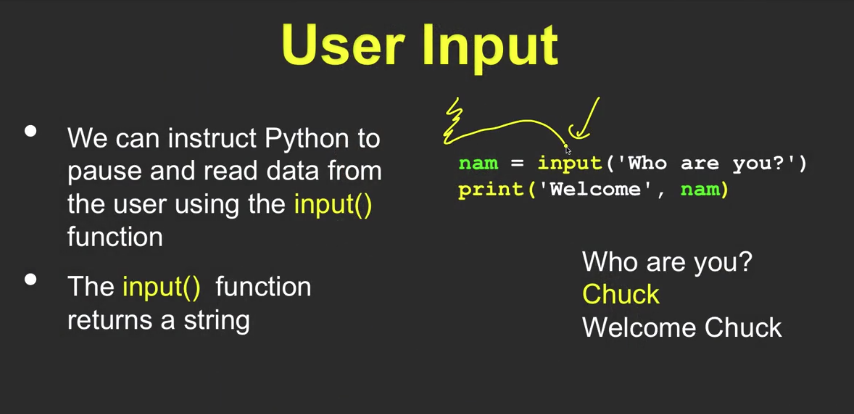 User Input
• We can instruct Python to
pause and read data from
the user using the input()
function
• The input() function
returns a string
nam = input('Who are you?')
print('Welcome', nam)
Who are you?
Chuck
Welcome Chuck